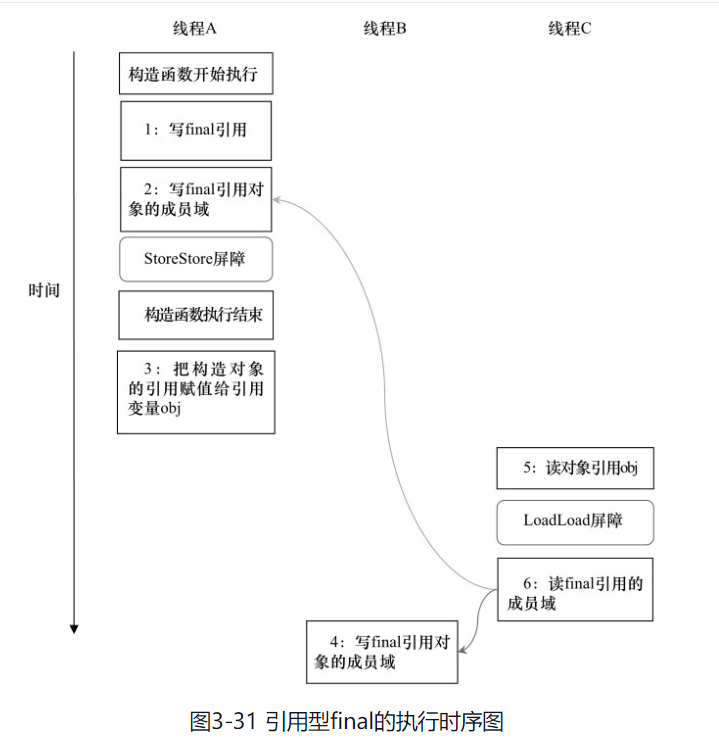 线程A
线程B
线程C
构造函数开始执行
1：写final引用
2：写final引用对
象的成员域
StoreStore屏障
时间
构造函数执行结束
3：把构造对象
的引用赋值给引用
变量obj
5：读对象引用obj
LoadLoad屏障
6：读final引用的
成员域
4：写final引用对
象的成员域
图3-31 引用型final的执行时序图